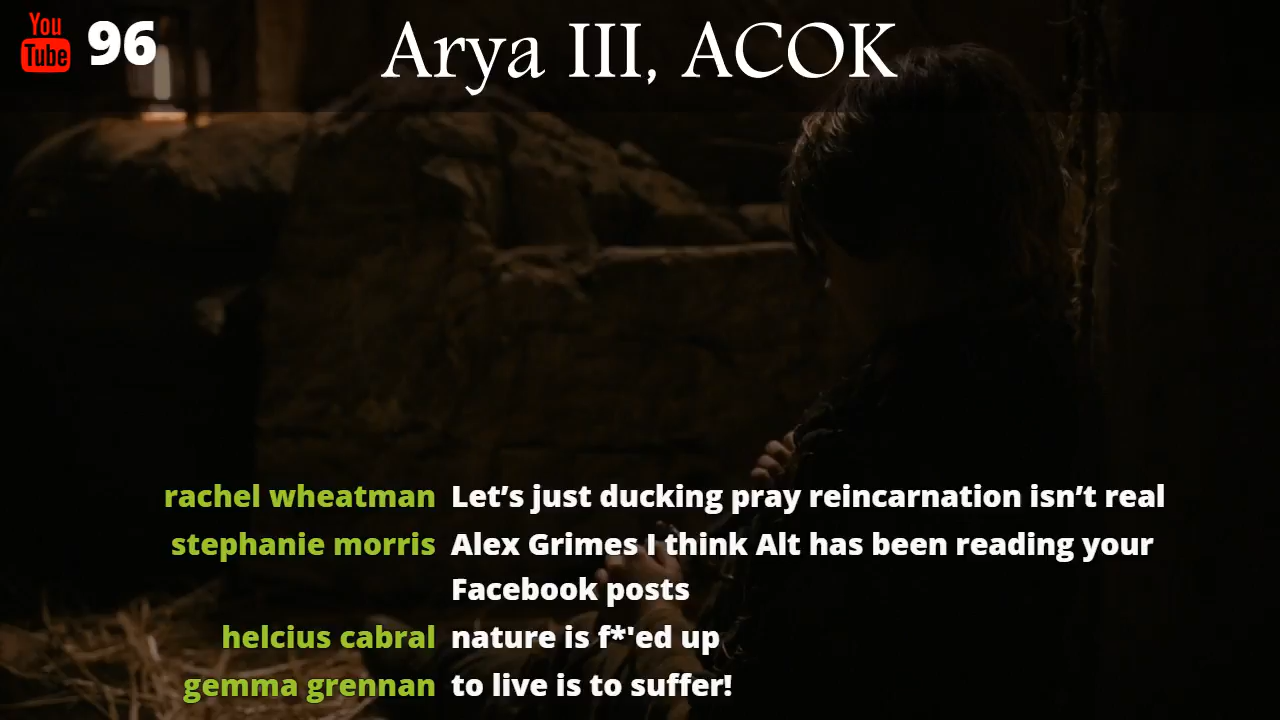 You
Tube
96
Arya III, ACOK
rachel wheatman Let’s just ducking pray reincarnation isn’t real
stephanie morris Alex Grimes I think Alt has been reading your
Facebook posts
helcius cabral nature is f*'ed up
gemma grennan to live is to suffer!